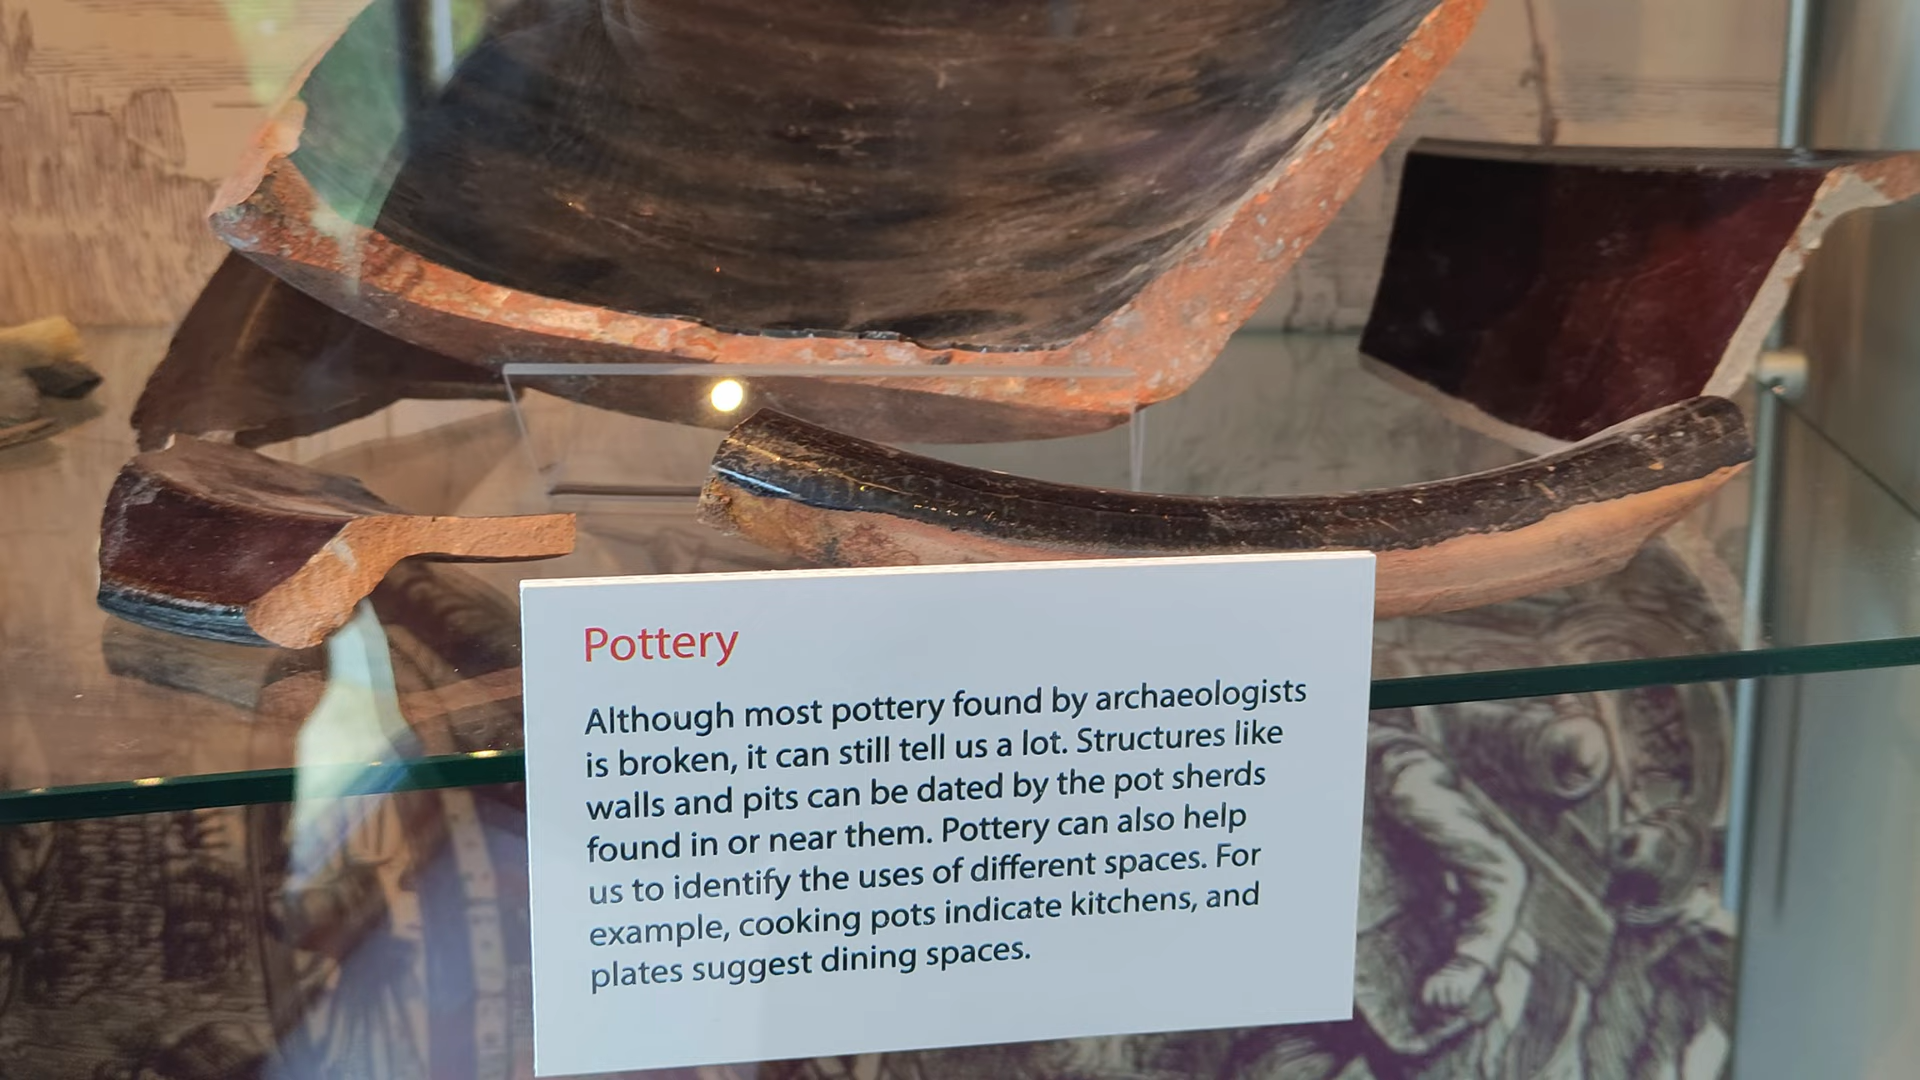 Pottery
Although most pottery found by archaeologists
is broken, it can still tell us a lot. Structures like
walls and pits can be dated by the pot sherds
found in or near them. Pottery can also help
us to identify the uses of different spaces. For
example, cooking pots indicate kitchens, and
plates suggest dining spaces.